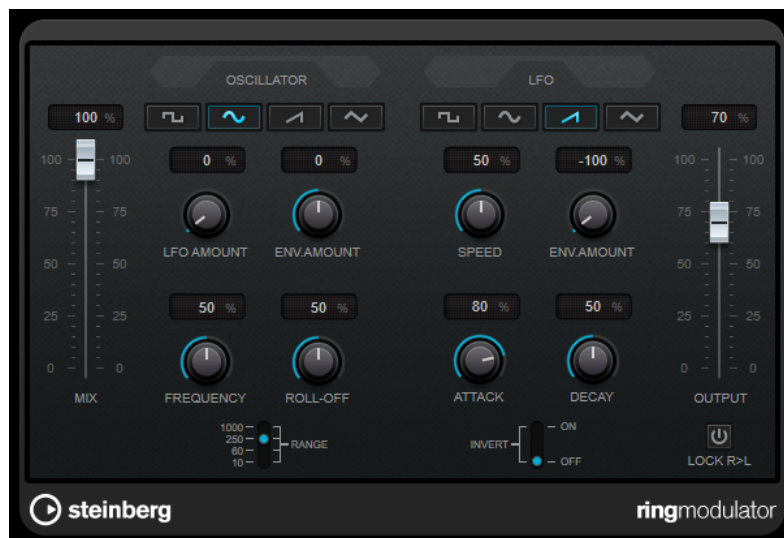 OSCILLATOR
LFO
100 %
70 %
0 %
0 %
50 %
-100 %
100 100
75 75
50 50
25 25
0 0
MIX
LFO AMOUNT
ENV.AMOUNT
SPEED
ENV.AMOUNT
50 %
50 %
80 %
50 %
FREQUENCY
ROLL-OFF
ATTACK
DECAY
100 100
75 75
50 50
25 25
0 0
OUTPUT
1000
250
60
10
RANGE
INVERT
ON
OFF
LOCK R>L
steinberg
ringmodulator